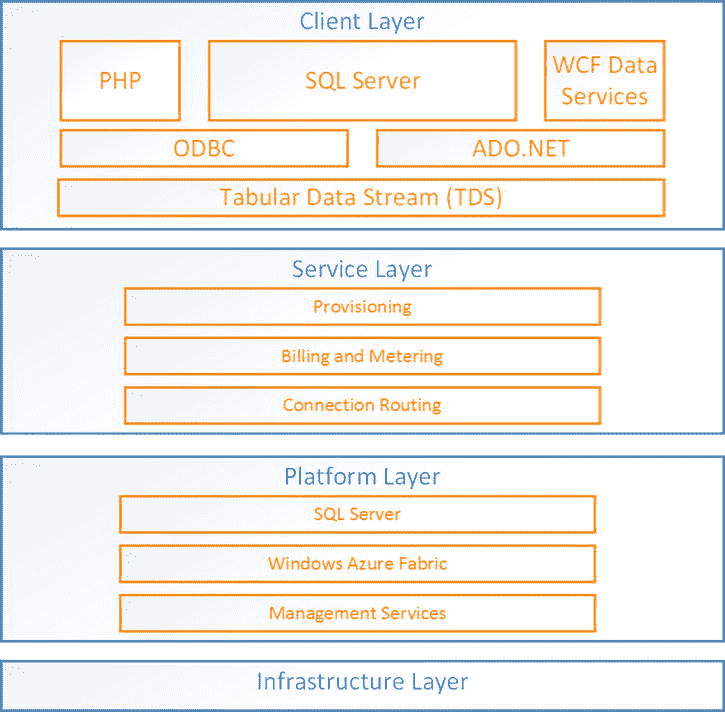 Client Layer
PHP
SQL Server
WCF Data
Services
ODBC
ADO.NET
Tabular Data Stream (TDS)
Service Layer
Provisioning
Billing and Metering
Connection Routing
Platform Layer
SQL Server
Windows Azure Fabric
Management Services
Infrastructure Layer